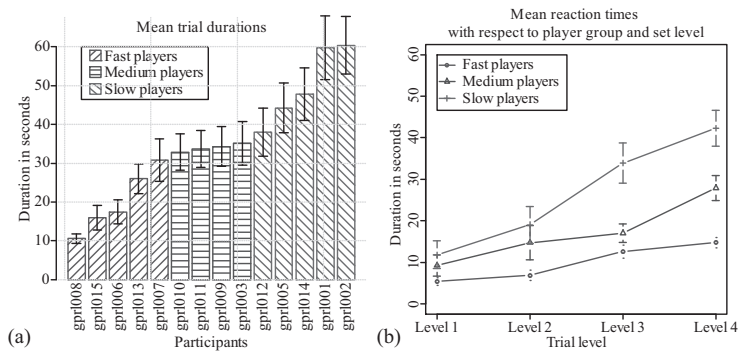 Mean trial durations
Fast players
Medium players
Slow players
Duration in seconds
60
50
40
30
20
10
0
gprl008
gprl015
gprl006
gprl013
gprl007
gprl010
gprl011
gprl009
gprl003
gprl012
gprl005
gprl014
gprl001
gprl002
Participants
(a)
Mean reaction times
with respect to player group and set level
Fast players
Medium players
Slow players
Duration in seconds
60
50
40
30
20
10
0
Level 1
Level 2
Level 3
Level 4
Trial level
(b)